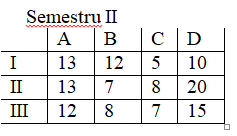 Semestru II
A B C D
I 13 12 5 10
II 13 7 8 20
III 12 8 7 15